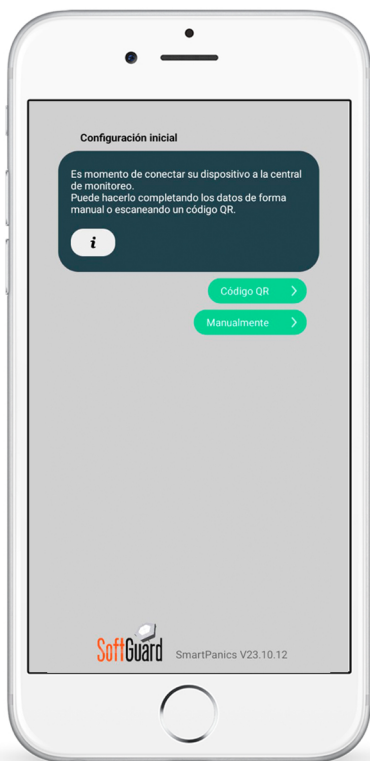 Configuración inicial
Es momento de conectar su dispositivo a la central
de monitoreo.
Puede hacerlo completando los datos de forma
manual o escaneando un código QR.
i
Código QR
Manualmente
SoftGuard SmartPanics V23.10.12